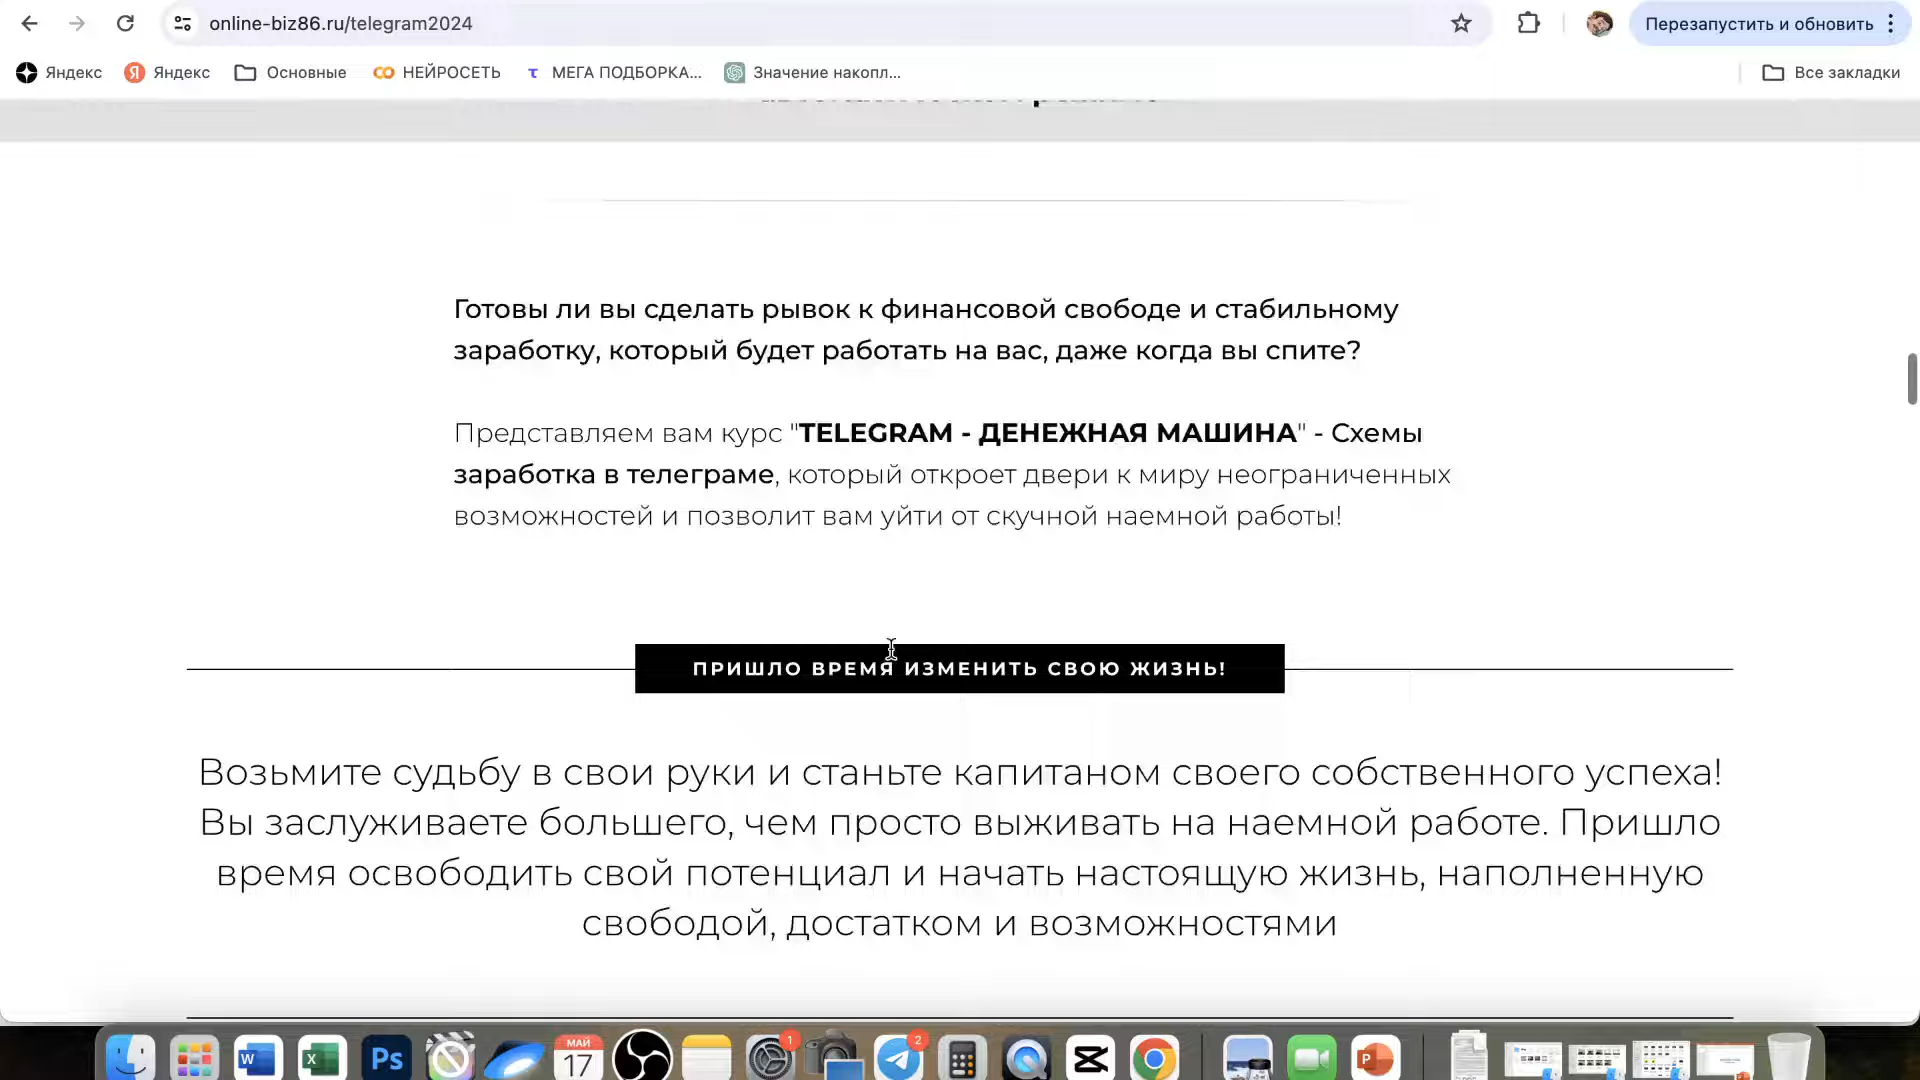 online-biz86.ru/telegram2024
Перезапустить и обновить
Яндекс
Яндекс
Основные
НЕЙРОСЕТЬ
МЕГА ПОДБОРКА...
Значение накопл...
Все закладки
Готовы ли вы сделать рывок к финансовой свободе и стабильному
заработку, который будет работать на вас, даже когда вы спите?
Представляем вам курс "TELEGRAM - ДЕНЕЖНАЯ МАШИНА" - Схемы
заработка в телеграме, который откроет двери к миру неограниченных
возможностей и позволит вам уйти от скучной наемной работы!
ПРИШЛО ВРЕМЯ ИЗМЕНИТЬ СВОЮ ЖИЗНЬ!
Возьмите судьбу в свои руки и станьте капитаном своего собственного успеха!
Вы заслуживаете большего, чем просто выживать на наемной работе. Пришло
время освободить свой потенциал и начать настоящую жизнь, наполненную
свободой, достатком и возможностями
W
X
Ps
МАЙ
17
1
2
P